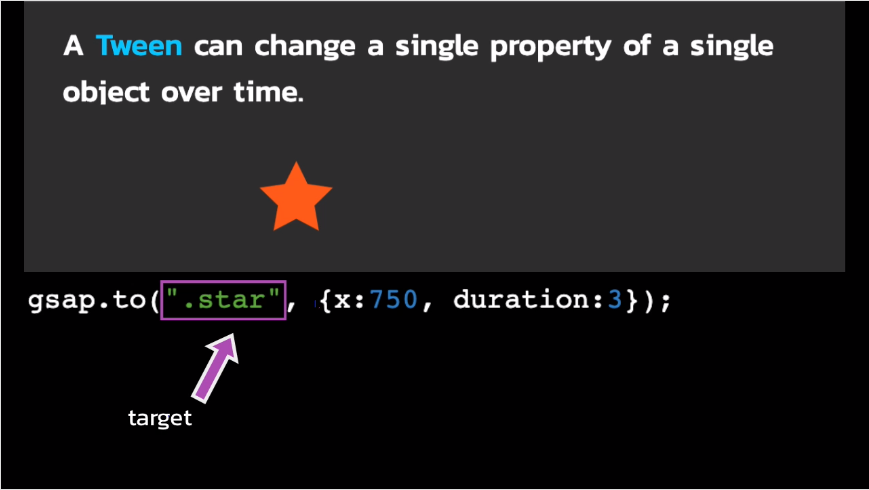 A Tween can change a single property of a single
object over time.
gsap.to(".star", {x:750, duration:3});
target